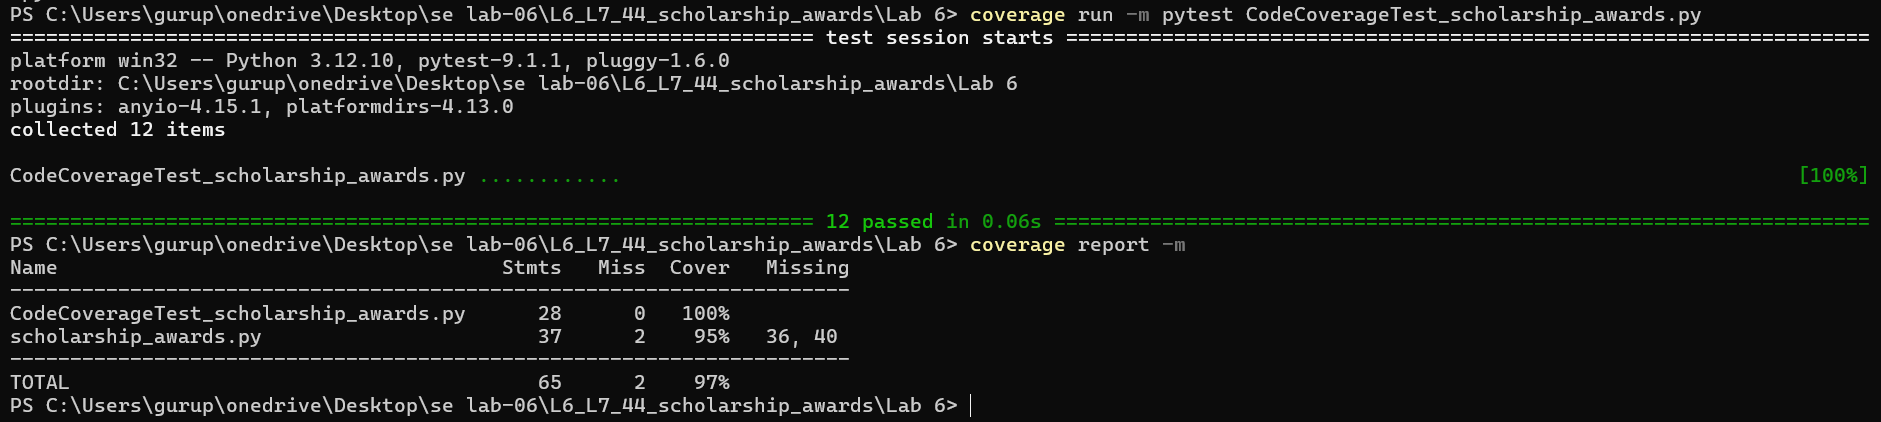 PS C:\Users\gurup\onedrive\Desktop\se lab-06\L6_L7_44_scholarship_awards\Lab 6> coverage run -m pytest CodeCoverageTest_scholarship_awards.py
=================================================================== test session starts ===================================================================
platform win32 -- Python 3.12.10, pytest-9.1.1, pluggy-1.6.0
rootdir: C:\Users\gurup\onedrive\Desktop\se lab-06\L6_L7_44_scholarship_awards\Lab 6
plugins: anyio-4.15.1, platformdirs-4.13.0
collected 12 items

CodeCoverageTest_scholarship_awards.py ............ [100%]

=================================================================== 12 passed in 0.06s ====================================================================
PS C:\Users\gurup\onedrive\Desktop\se lab-06\L6_L7_44_scholarship_awards\Lab 6> coverage report -m
Name                                     Stmts   Miss  Cover   Missing
----------------------------------------------------------------------
CodeCoverageTest_scholarship_awards.py      28      0   100%
scholarship_awards.py                       37      2    95%   36, 40
----------------------------------------------------------------------
TOTAL                                       65      2    97%
PS C:\Users\gurup\onedrive\Desktop\se lab-06\L6_L7_44_scholarship_awards\Lab 6>